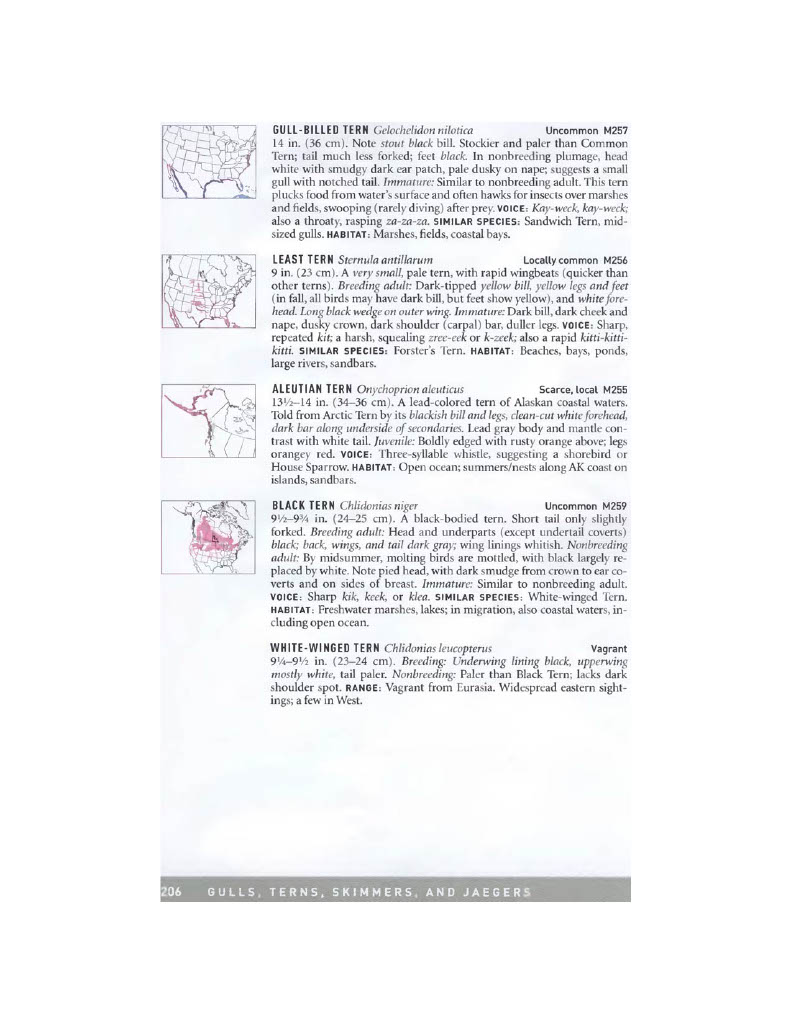 GULL-BILLED TERN Gelochelidon nilotica Uncommon M257
14 in. (36 cm). Note stout black bill. Stockier and paler than Common
Tern; tail much less forked; feet black. In nonbreeding plumage, head
white with smudgy dark ear patch, pale dusky on nape; suggests a small
gull with notched tail. Immature: Similar to nonbreeding adult. This tern
plucks food from water's surface and often hawks for insects over marshes
and fields, swooping (rarely diving) after prey. VOICE: Kay-weck, kay-weck;
also a throaty, rasping za-za-za. SIMILAR SPECIES: Sandwich Tern, mid-
sized gulls. HABITAT: Marshes, fields, coastal bays.
LEAST TERN Sternula antillarum Locally common M256
9 in. (23 cm). A very small, pale tern, with rapid wingbeats (quicker than
other terns). Breeding adult: Dark-tipped yellow bill, yellow legs and feet
(in fall, all birds may have dark bill, but feet show yellow), and white fore-
head. Long black wedge on outer wing. Immature: Dark bill, dark cheek and
nape, dusky crown, dark shoulder (carpal) bar, duller legs. VOICE: Sharp,
repeated kit; a harsh, squealing zree-eek or k-zeek; also a rapid kitti-kitti-
kitti. SIMILAR SPECIES: Forster's Tern. HABITAT: Beaches, bays, ponds,
large rivers, sandbars.
ALEUTIAN TERN Onychoprion aleuticus Scarce, local M255
13½–14 in. (34–36 cm). A lead-colored tern of Alaskan coastal waters.
Told from Arctic Tern by its blackish bill and legs, clean-cut white forehead,
dark bar along underside of secondaries. Lead gray body and mantle con-
trast with white tail. Juvenile: Boldly edged with rusty orange above; legs
orangey red. VOICE: Three-syllable whistle, suggesting a shorebird or
House Sparrow. HABITAT: Open ocean; summers/nests along AK coast on
islands, sandbars.
BLACK TERN Chlidonias niger Uncommon M259
9½–9¾ in. (24–25 cm). A black-bodied tern. Short tail only slightly
forked. Breeding adult: Head and underparts (except undertail coverts)
black; back, wings, and tail dark gray; wing linings whitish. Nonbreeding
adult: By midsummer, molting birds are mottled, with black largely re-
placed by white. Note pied head, with dark smudge from crown to ear co-
verts and on sides of breast. Immature: Similar to nonbreeding adult.
VOICE: Sharp kik, keek, or klea. SIMILAR SPECIES: White-winged Tern.
HABITAT: Freshwater marshes, lakes; in migration, also coastal waters, in-
cluding open ocean.
WHITE-WINGED TERN Chlidonias leucopterus Vagrant
9¼–9½ in. (23–24 cm). Breeding: Underwing lining black, upperwing
mostly white, tail paler. Nonbreeding: Paler than Black Tern; lacks dark
shoulder spot. RANGE: Vagrant from Eurasia. Widespread eastern sight-
ings; a few in West.
206 GULLS, TERNS, SKIMMERS, AND JAEGERS